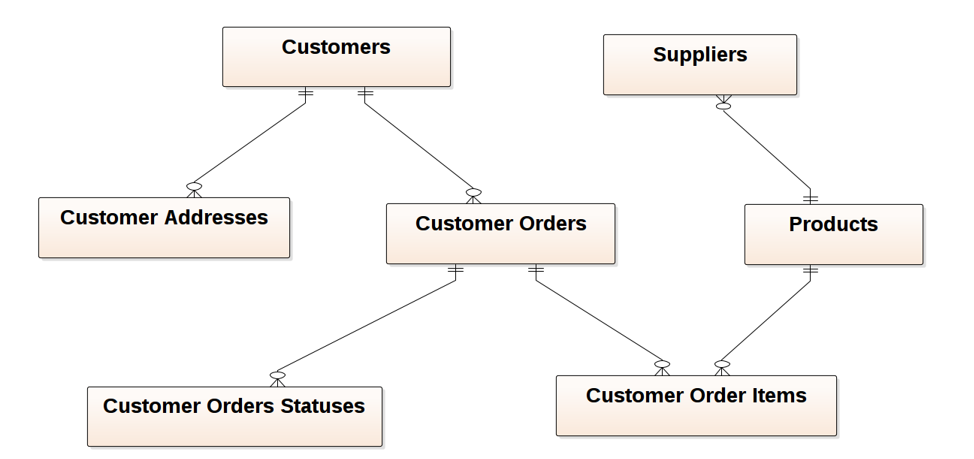 Customers
Suppliers
Customer Addresses
Customer Orders
Products
Customer Orders Statuses
Customer Order Items